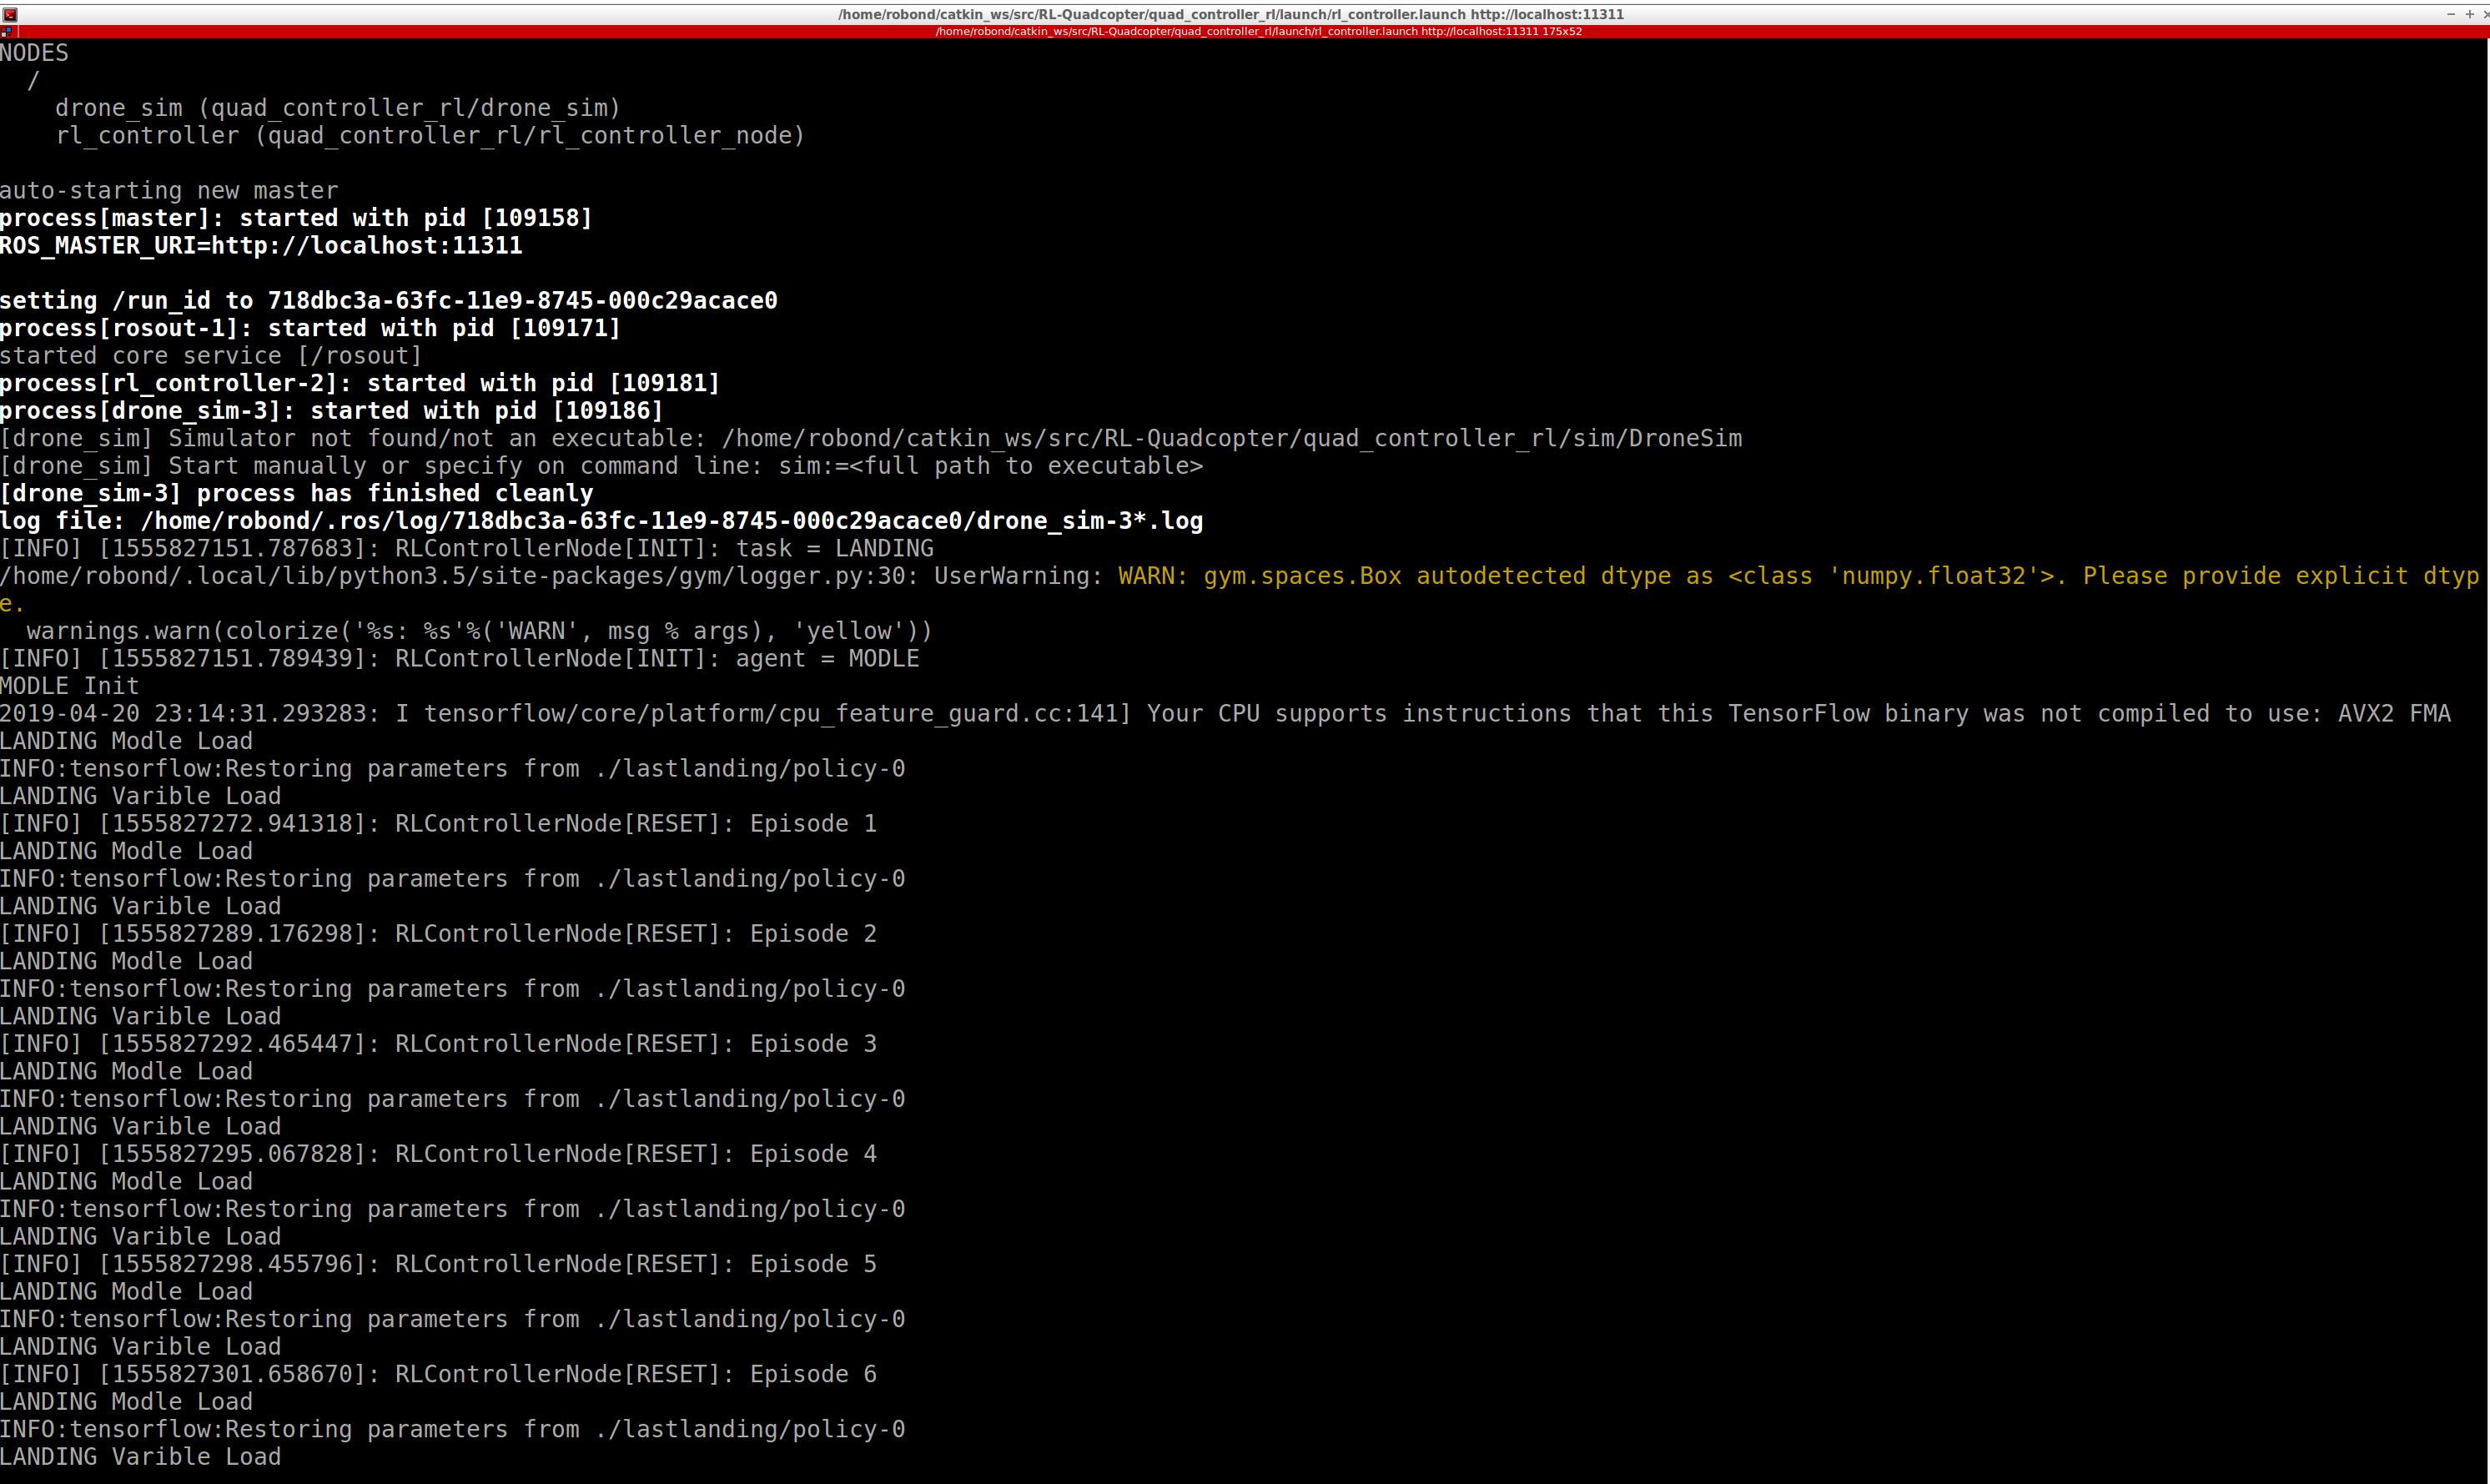 /home/robond/catkin_ws/src/RL-Quadcopter/quad_controller_rl/launch/rl_controller.launch http://localhost:11311
/home/robond/catkin_ws/src/RL-Quadcopter/quad_controller_rl/launch/rl_controller.launch http://localhost:11311 175x52
NODES
  /
    drone_sim (quad_controller_rl/drone_sim)
    rl_controller (quad_controller_rl/rl_controller_node)

auto-starting new master
process[master]: started with pid [109158]
ROS_MASTER_URI=http://localhost:11311

setting /run_id to 718dbc3a-63fc-11e9-8745-000c29acace0
process[rosout-1]: started with pid [109171]
started core service [/rosout]
process[rl_controller-2]: started with pid [109181]
process[drone_sim-3]: started with pid [109186]
[drone_sim] Simulator not found/not an executable: /home/robond/catkin_ws/src/RL-Quadcopter/quad_controller_rl/sim/DroneSim
[drone_sim] Start manually or specify on command line: sim:=<full path to executable>
[drone_sim-3] process has finished cleanly
log file: /home/robond/.ros/log/718dbc3a-63fc-11e9-8745-000c29acace0/drone_sim-3*.log
[INFO] [1555827151.787683]: RLControllerNode[INIT]: task = LANDING
/home/robond/.local/lib/python3.5/site-packages/gym/logger.py:30: UserWarning: WARN: gym.spaces.Box autodetected dtype as <class 'numpy.float32'>. Please provide explicit dtyp
e.
  warnings.warn(colorize('%s: %s'%('WARN', msg % args), 'yellow'))
[INFO] [1555827151.789439]: RLControllerNode[INIT]: agent = MODLE
MODLE Init
2019-04-20 23:14:31.293283: I tensorflow/core/platform/cpu_feature_guard.cc:141] Your CPU supports instructions that this TensorFlow binary was not compiled to use: AVX2 FMA
LANDING Modle Load
INFO:tensorflow:Restoring parameters from ./lastlanding/policy-0
LANDING Varible Load
[INFO] [1555827272.941318]: RLControllerNode[RESET]: Episode 1
LANDING Modle Load
INFO:tensorflow:Restoring parameters from ./lastlanding/policy-0
LANDING Varible Load
[INFO] [1555827289.176298]: RLControllerNode[RESET]: Episode 2
LANDING Modle Load
INFO:tensorflow:Restoring parameters from ./lastlanding/policy-0
LANDING Varible Load
[INFO] [1555827292.465447]: RLControllerNode[RESET]: Episode 3
LANDING Modle Load
INFO:tensorflow:Restoring parameters from ./lastlanding/policy-0
LANDING Varible Load
[INFO] [1555827295.067828]: RLControllerNode[RESET]: Episode 4
LANDING Modle Load
INFO:tensorflow:Restoring parameters from ./lastlanding/policy-0
LANDING Varible Load
[INFO] [1555827298.455796]: RLControllerNode[RESET]: Episode 5
LANDING Modle Load
INFO:tensorflow:Restoring parameters from ./lastlanding/policy-0
LANDING Varible Load
[INFO] [1555827301.658670]: RLControllerNode[RESET]: Episode 6
LANDING Modle Load
INFO:tensorflow:Restoring parameters from ./lastlanding/policy-0
LANDING Varible Load